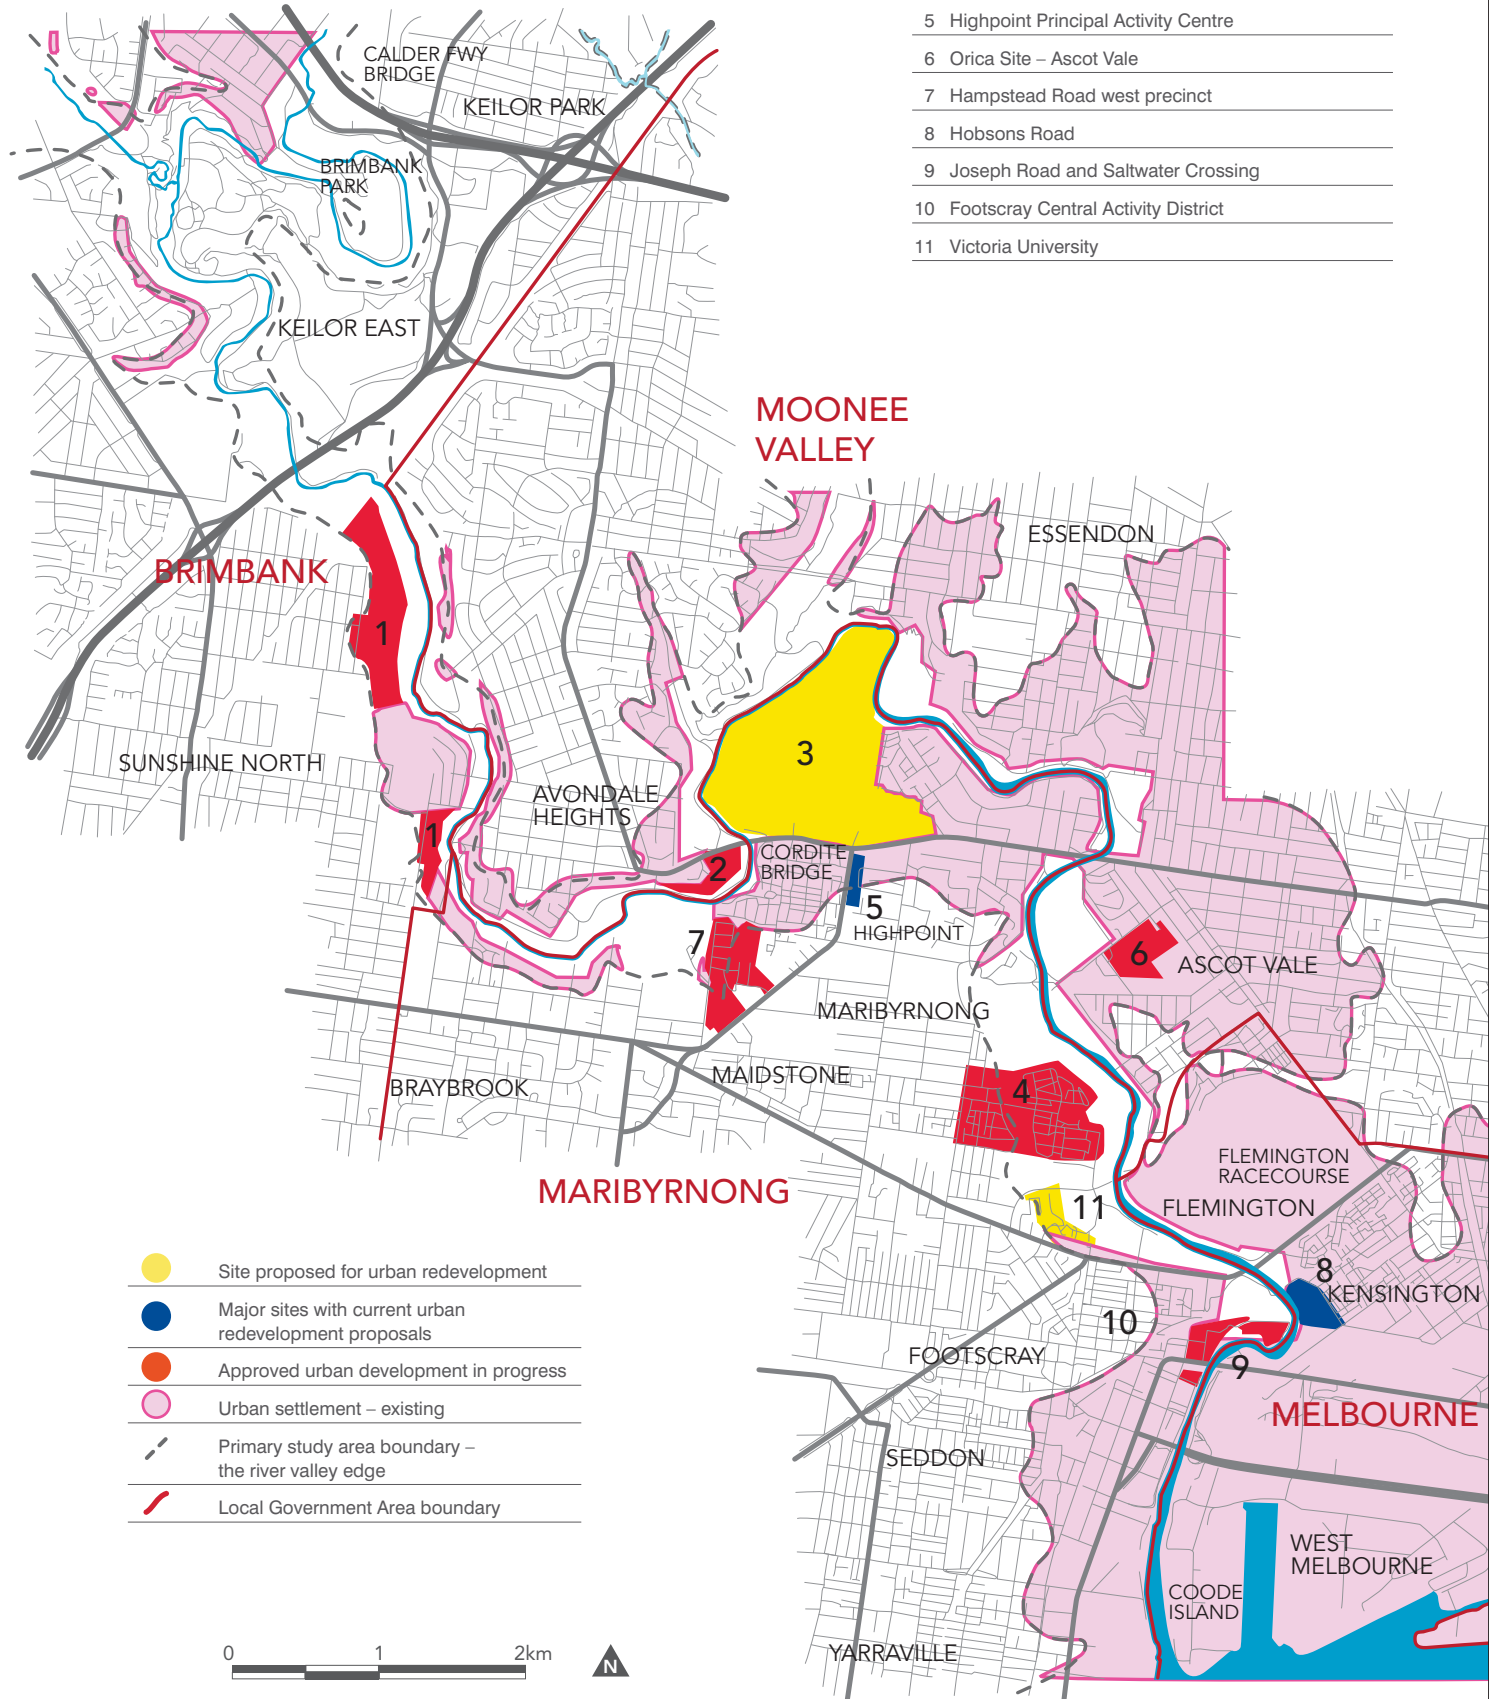 5 Highpoint Principal Activity Centre
6 Orica Site – Ascot Vale
7 Hampstead Road west precinct
8 Hobsons Road
9 Joseph Road and Saltwater Crossing
10 Footscray Central Activity District
11 Victoria University
CALDER FWY
BRIDGE
KEILOR PARK
BRIMBANK
PARK
KEILOR EAST
MOONEE
VALLEY
ESSENDON
BRIMBANK
1
3
SUNSHINE NORTH
AVONDALE
HEIGHTS
1
2
CORDITE
BRIDGE
5
HIGHPOINT
7
6
ASCOT VALE
MARIBYRNONG
MAIDSTONE
BRAYBROOK
4
MARIBYRNONG
FLEMINGTON
RACECOURSE
FLEMINGTON
11
8
KENSINGTON
10
FOOTSCRAY
9
MELBOURNE
SEDDON
WEST
MELBOURNE
COODE
ISLAND
YARRAVILLE
Site proposed for urban redevelopment
Major sites with current urban
redevelopment proposals
Approved urban development in progress
Urban settlement – existing
Primary study area boundary –
the river valley edge
Local Government Area boundary
0 1 2km
N